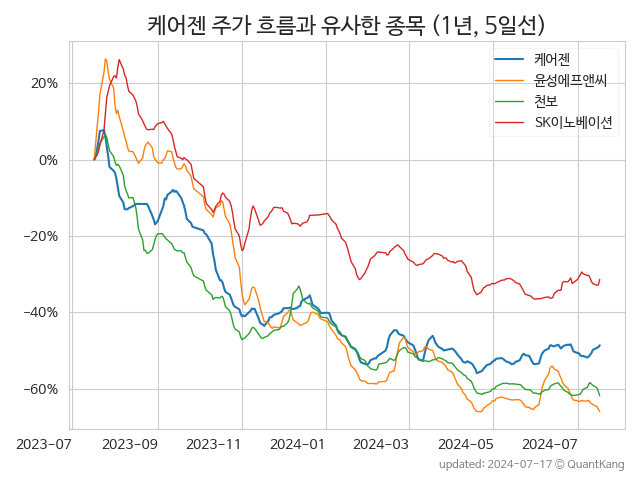 케어젠 주가 흐름과 유사한 종목 (1년, 5일선)
케어젠
윤성에프앤씨
천보
SK이노베이션
20%
0%
−20%
−40%
−60%
2023-07 2023-09 2023-11 2024-01 2024-03 2024-05 2024-07
updated: 2024-07-17 © QuantKang